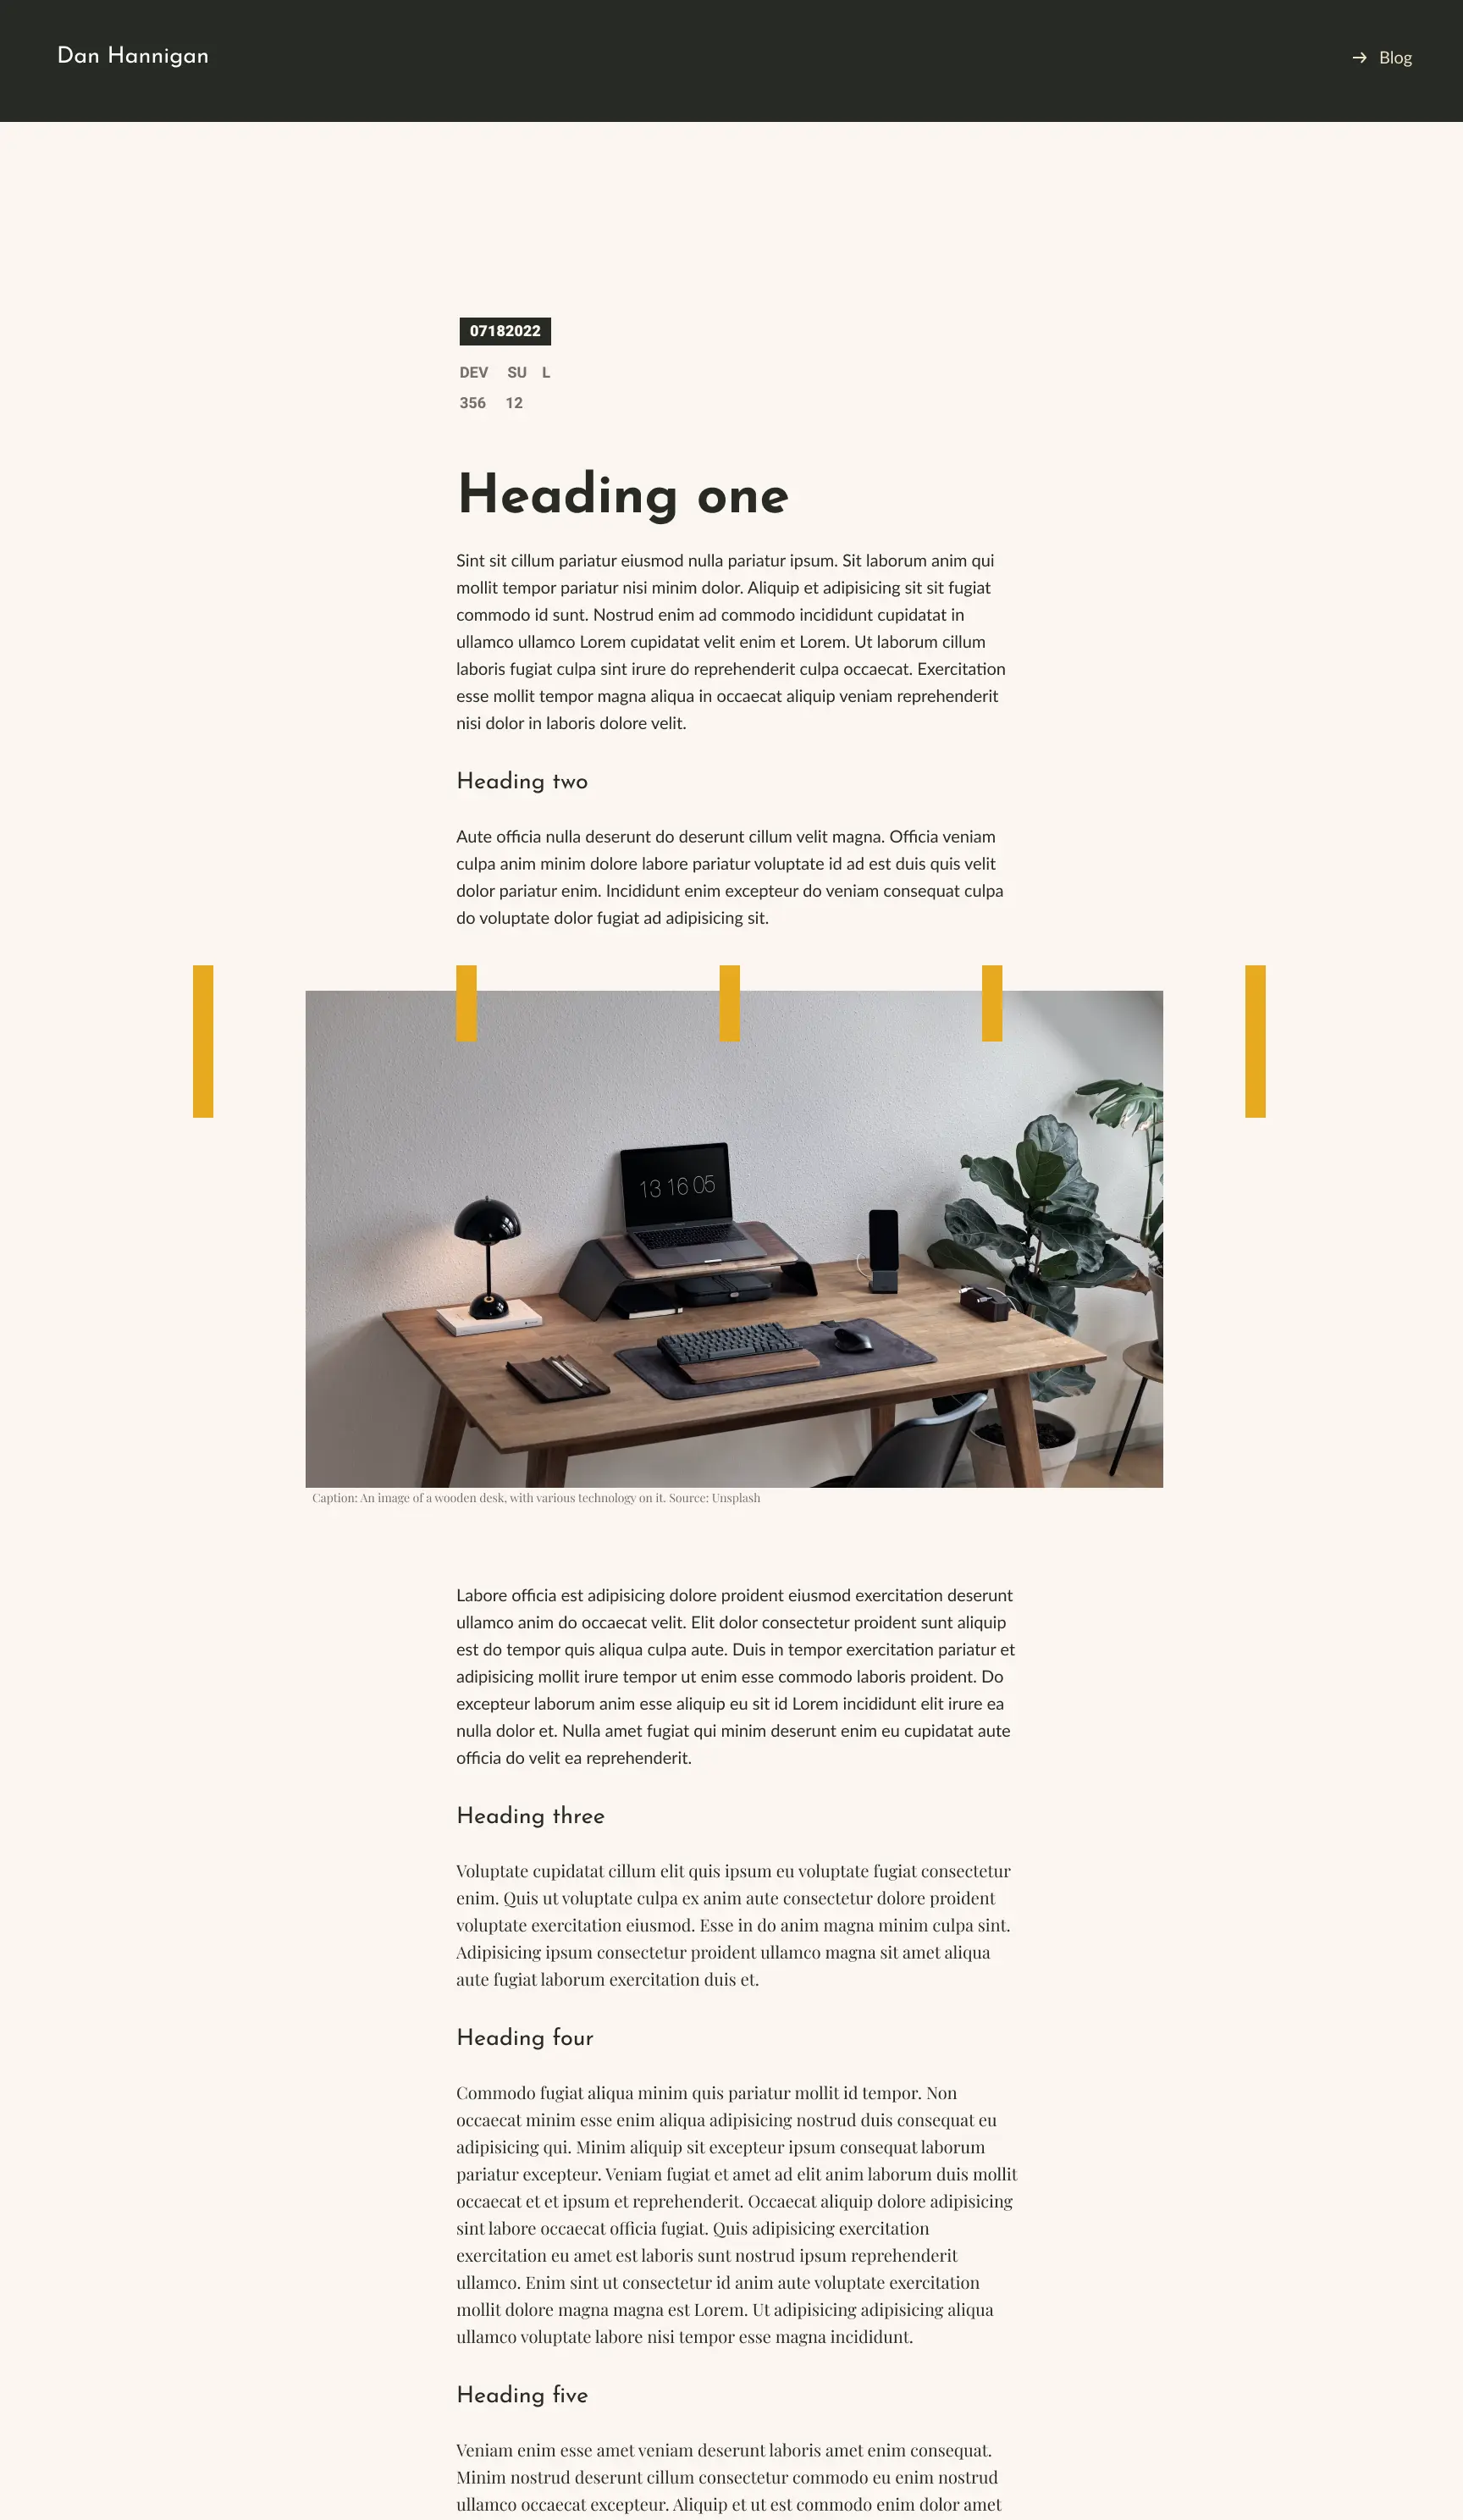 Dan Hannigan
→ Blog
07182022
DEV SU L
356 12
Heading one
Sint sit cillum pariatur eiusmod nulla pariatur ipsum. Sit laborum anim qui
mollit tempor pariatur nisi minim dolor. Aliquip et adipisicing sit sit fugiat
commodo id sunt. Nostrud enim ad commodo incididunt cupidatat in
ullamco ullamco Lorem cupidatat velit enim et Lorem. Ut laborum cillum
laboris fugiat culpa sint irure do reprehenderit culpa occaecat. Exercitation
esse mollit tempor magna aliqua in occaecat aliquip veniam reprehenderit
nisi dolor in laboris dolore velit.
Heading two
Aute officia nulla deserunt do deserunt cillum velit magna. Officia veniam
culpa anim minim dolore labore pariatur voluptate id ad est duis quis velit
dolor pariatur enim. Incididunt enim excepteur do veniam consequat culpa
do voluptate dolor fugiat ad adipisicing sit.
13 16 05
Caption: An image of a wooden desk, with various technology on it. Source: Unsplash
Labore officia est adipisicing dolore proident eiusmod exercitation deserunt
ullamco anim do occaecat velit. Elit dolor consectetur proident sunt aliquip
est do tempor quis aliqua culpa aute. Duis in tempor exercitation pariatur et
adipisicing mollit irure tempor ut enim esse commodo laboris proident. Do
excepteur laborum anim esse aliquip eu sit id Lorem incididunt elit irure ea
nulla dolor et. Nulla amet fugiat qui minim deserunt enim eu cupidatat aute
officia do velit ea reprehenderit.
Heading three
Voluptate cupidatat cillum elit quis ipsum eu voluptate fugiat consectetur
enim. Quis ut voluptate culpa ex anim aute consectetur dolore proident
voluptate exercitation eiusmod. Esse in do anim magna minim culpa sint.
Adipisicing ipsum consectetur proident ullamco magna sit amet aliqua
aute fugiat laborum exercitation duis et.
Heading four
Commodo fugiat aliqua minim quis pariatur mollit id tempor. Non
occaecat minim esse enim aliqua adipisicing nostrud duis consequat eu
adipisicing qui. Minim aliquip sit excepteur ipsum consequat laborum
pariatur excepteur. Veniam fugiat et amet ad elit anim laborum duis mollit
occaecat et et ipsum et reprehenderit. Occaecat aliquip dolore adipisicing
sint labore occaecat officia fugiat. Quis adipisicing exercitation
exercitation eu amet est laboris sunt nostrud ipsum reprehenderit
ullamco. Enim sint ut consectetur id anim aute voluptate exercitation
mollit dolore magna magna est Lorem. Ut adipisicing adipisicing aliqua
ullamco voluptate labore nisi tempor esse magna incididunt.
Heading five
Veniam enim esse amet veniam deserunt laboris amet enim consequat.
Minim nostrud deserunt cillum consectetur commodo eu enim nostrud
ullamco occaecat excepteur. Aliquip et ut est commodo enim dolor amet